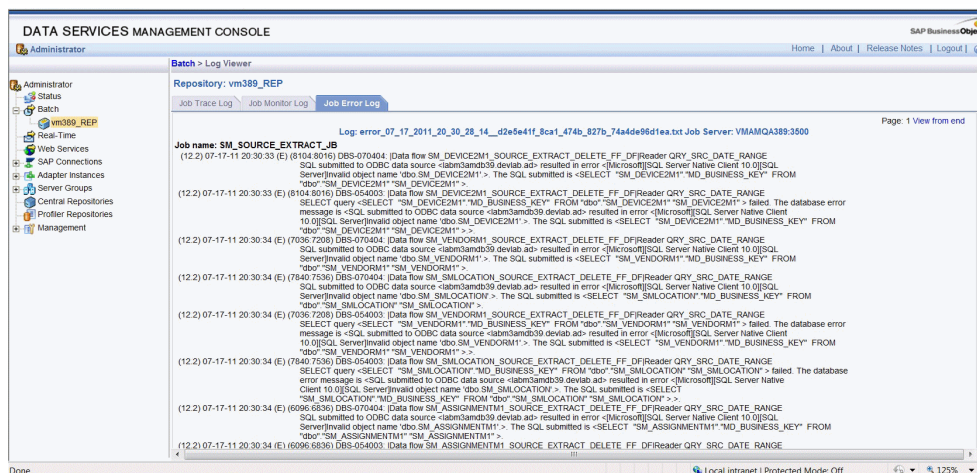 DATA SERVICES MANAGEMENT CONSOLE
SAP BusinessObje
Administrator
Home | About | Release Notes | Logout |
Batch > Log Viewer
Administrator
Status
Batch
vm389_REP
Real-Time
Web Services
SAP Connections
Adapter Instances
Server Groups
Central Repositories
Profiler Repositories
Management
Repository: vm389_REP
Job Trace Log
Job Monitor Log
Job Error Log
Page: 1 View from end
Log: error_07_17_2011_20_30_28_14__d2e5e41f_8ca1_474b_827b_74a4de96d1ea.txt Job Server: VMAMQA389:3500
Job name: SM_SOURCE_EXTRACT_JB
(12.2) 07-17-11 20:30:33 (E) (8104:8016) DBS-070404: |Data flow SM_DEVICE2M1_SOURCE_EXTRACT_DELETE_FF_DF|Reader QRY_SRC_DATE_RANGE
SQL submitted to ODBC data source <labm3amdb39.devlab.ad> resulted in error <[Microsoft][SQL Server Native Client 10.0][SQL
Server]Invalid object name 'dbo.SM_DEVICE2M1'.>. The SQL submitted is <SELECT "SM_DEVICE2M1"."MD_BUSINESS_KEY" FROM
"dbo"."SM_DEVICE2M1" "SM_DEVICE2M1" >.
(12.2) 07-17-11 20:30:33 (E) (8104:8016) DBS-054003: |Data flow SM_DEVICE2M1_SOURCE_EXTRACT_DELETE_FF_DF|Reader QRY_SRC_DATE_RANGE
SELECT query <SELECT "SM_DEVICE2M1"."MD_BUSINESS_KEY" FROM "dbo"."SM_DEVICE2M1" "SM_DEVICE2M1" > failed. The database error
message is <SQL submitted to ODBC data source <labm3amdb39.devlab.ad> resulted in error <[Microsoft][SQL Server Native Client
10.0][SQL Server]Invalid object name 'dbo.SM_DEVICE2M1'.>. The SQL submitted is <SELECT "SM_DEVICE2M1"."MD_BUSINESS_KEY" FROM
"dbo"."SM_DEVICE2M1" "SM_DEVICE2M1" >.>.
(12.2) 07-17-11 20:30:34 (E) (7036:7208) DBS-070404: |Data flow SM_VENDORM1_SOURCE_EXTRACT_DELETE_FF_DF|Reader QRY_SRC_DATE_RANGE
SQL submitted to ODBC data source <labm3amdb39.devlab.ad> resulted in error <[Microsoft][SQL Server Native Client 10.0][SQL
Server]Invalid object name 'dbo.SM_VENDORM1'.>. The SQL submitted is <SELECT "SM_VENDORM1"."MD_BUSINESS_KEY" FROM
"dbo"."SM_VENDORM1" "SM_VENDORM1" >.
(12.2) 07-17-11 20:30:34 (E) (7840:7536) DBS-070404: |Data flow SM_SMLOCATION_SOURCE_EXTRACT_DELETE_FF_DF|Reader QRY_SRC_DATE_RANGE
SQL submitted to ODBC data source <labm3amdb39.devlab.ad> resulted in error <[Microsoft][SQL Server Native Client 10.0][SQL
Server]Invalid object name 'dbo.SM_SMLOCATION'.>. The SQL submitted is <SELECT "SM_SMLOCATION"."MD_BUSINESS_KEY" FROM
"dbo"."SM_SMLOCATION" "SM_SMLOCATION" >.
(12.2) 07-17-11 20:30:34 (E) (7036:7208) DBS-054003: |Data flow SM_VENDORM1_SOURCE_EXTRACT_DELETE_FF_DF|Reader QRY_SRC_DATE_RANGE
SELECT query <SELECT "SM_VENDORM1"."MD_BUSINESS_KEY" FROM "dbo"."SM_VENDORM1" "SM_VENDORM1" > failed. The database error
message is <SQL submitted to ODBC data source <labm3amdb39.devlab.ad> resulted in error <[Microsoft][SQL Server Native Client
10.0][SQL Server]Invalid object name 'dbo.SM_VENDORM1'.>. The SQL submitted is <SELECT "SM_VENDORM1"."MD_BUSINESS_KEY" FROM
"dbo"."SM_VENDORM1" "SM_VENDORM1" >.>.
(12.2) 07-17-11 20:30:34 (E) (7840:7536) DBS-054003: |Data flow SM_SMLOCATION_SOURCE_EXTRACT_DELETE_FF_DF|Reader QRY_SRC_DATE_RANGE
SELECT query <SELECT "SM_SMLOCATION"."MD_BUSINESS_KEY" FROM "dbo"."SM_SMLOCATION" "SM_SMLOCATION" > failed. The database
error message is <SQL submitted to ODBC data source <labm3amdb39.devlab.ad> resulted in error <[Microsoft][SQL Server Native
Client 10.0][SQL Server]Invalid object name 'dbo.SM_SMLOCATION'.>. The SQL submitted is <SELECT
"SM_SMLOCATION"."MD_BUSINESS_KEY" FROM "dbo"."SM_SMLOCATION" "SM_SMLOCATION" >.>.
(12.2) 07-17-11 20:30:34 (E) (6096:6836) DBS-070404: |Data flow SM_ASSIGNMENTM1_SOURCE_EXTRACT_DELETE_FF_DF|Reader QRY_SRC_DATE_RANGE
SQL submitted to ODBC data source <labm3amdb39.devlab.ad> resulted in error <[Microsoft][SQL Server Native Client 10.0][SQL
Server]Invalid object name 'dbo.SM_ASSIGNMENTM1'.>. The SQL submitted is <SELECT "SM_ASSIGNMENTM1"."MD_BUSINESS_KEY" FROM
"dbo"."SM_ASSIGNMENTM1" "SM_ASSIGNMENTM1" >.
(12.2) 07-17-11 20:30:34 (E) (6096:6836) DBS-054003: |Data flow SM_ASSIGNMENTM1_SOURCE_EXTRACT_DELETE_FF_DF|Reader QRY_SRC_DATE_RANGE
Done
Local intranet | Protected Mode: Off
125%